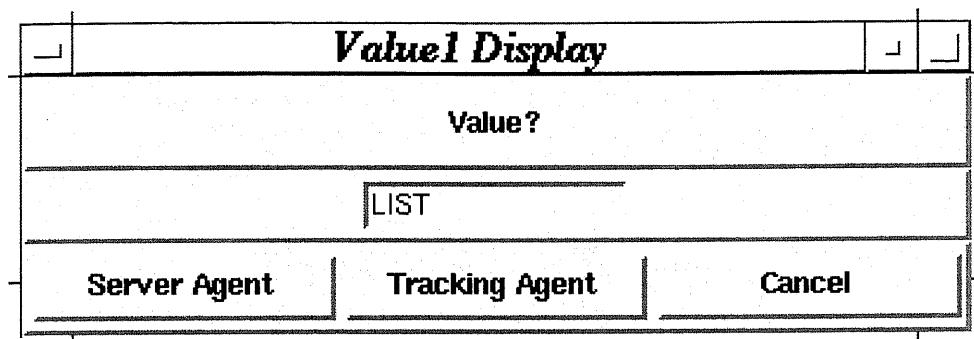 Value1 Display
Value?
LIST
Server Agent Tracking Agent Cancel